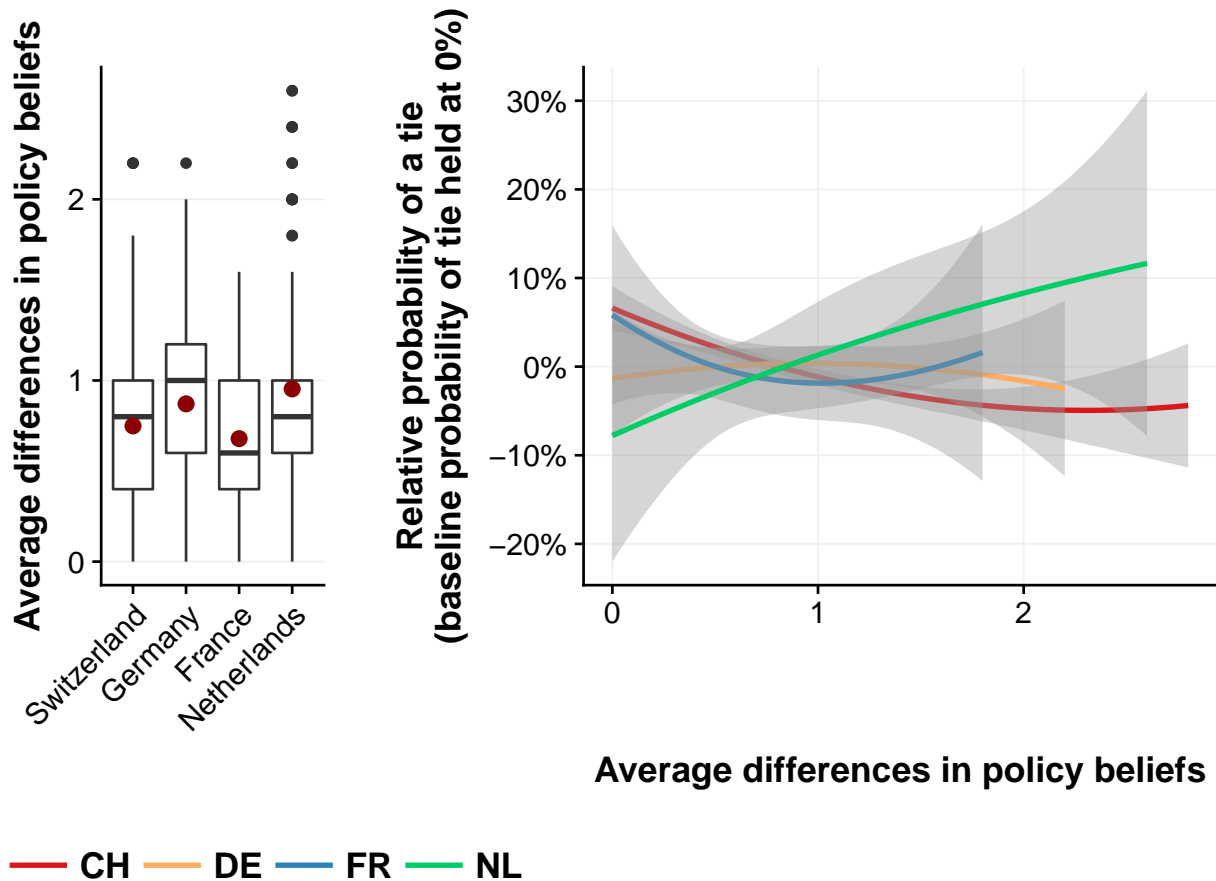 Average differences in policy beliefs
2
1
0
Switzerland
Germany
France
Netherlands
Relative probability of a tie
(baseline probability of tie held at 0%)
30%
20%
10%
0%
−10%
−20%
0
1
2
Average differences in policy beliefs
CH
DE
FR
NL